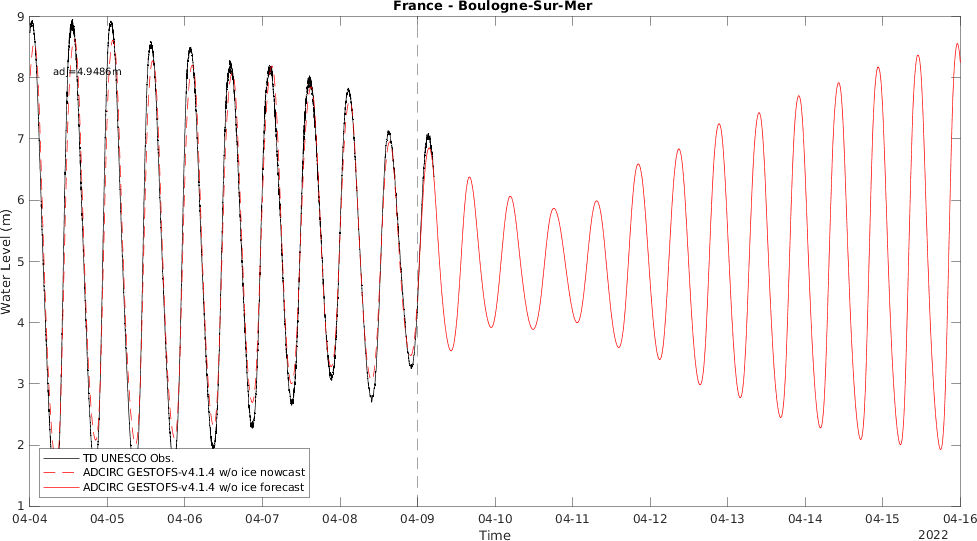 France - Boulogne-Sur-Mer
9
8
7
6
5
4
3
2
1
Water Level (m)
adj=4.9486m
TD UNESCO Obs.
ADCIRC GESTOFS-v4.1.4 w/o ice nowcast
ADCIRC GESTOFS-v4.1.4 w/o ice forecast
04-04 04-05 04-06 04-07 04-08 04-09 04-10 04-11 04-12 04-13 04-14 04-15 04-16
Time
2022